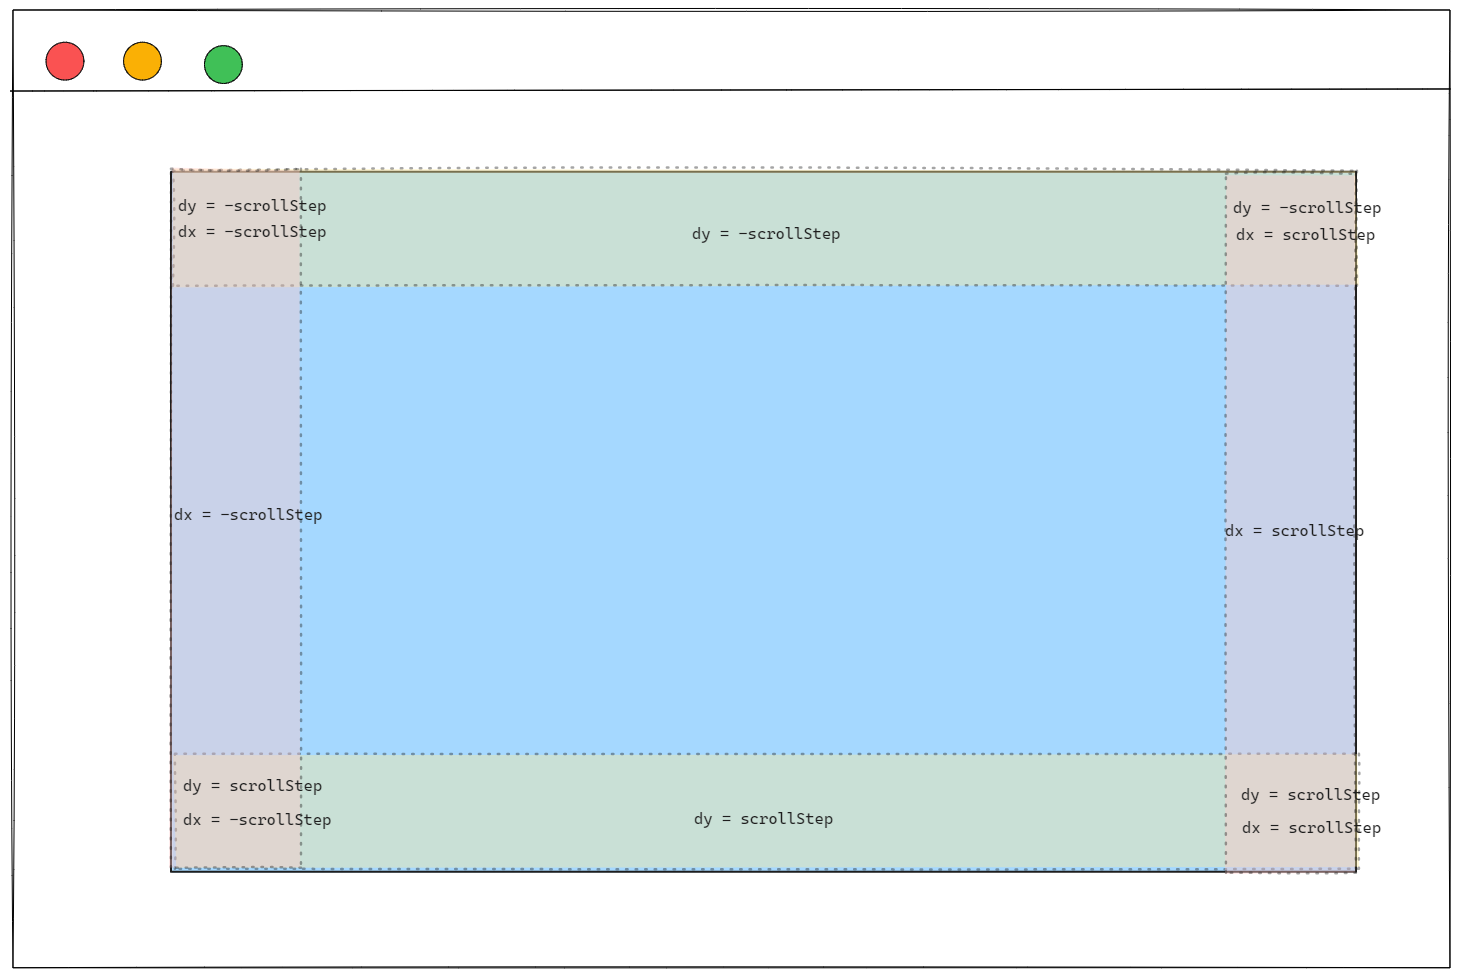 dy = -scrollStep
dx = -scrollStep
dy = -scrollStep
dy = -scrollStep
dx = scrollStep
dx = -scrollStep
dx = scrollStep
dy = scrollStep
dx = -scrollStep
dy = scrollStep
dy = scrollStep
dx = scrollStep